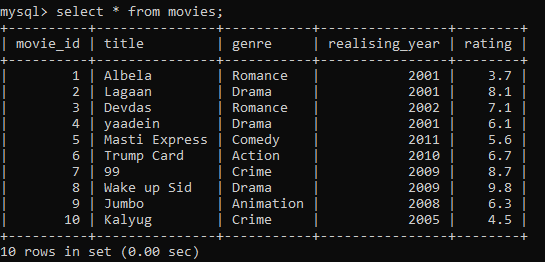 mysql> select * from movies;
+----------+---------------+-----------+----------------+--------+
| movie_id | title         | genre     | realising_year | rating |
+----------+---------------+-----------+----------------+--------+
|        1 | Albela        | Romance   |           2001 |    3.7 |
|        2 | Lagaan        | Drama     |           2001 |    8.1 |
|        3 | Devdas        | Romance   |           2002 |    7.1 |
|        4 | yaadein       | Drama     |           2001 |    6.1 |
|        5 | Masti Express | Comedy    |           2011 |    5.6 |
|        6 | Trump Card    | Action    |           2010 |    6.7 |
|        7 | 99            | Crime     |           2009 |    8.7 |
|        8 | Wake up Sid   | Drama     |           2009 |    9.8 |
|        9 | Jumbo         | Animation |           2008 |    6.3 |
|       10 | Kalyug        | Crime     |           2005 |    4.5 |
+----------+---------------+-----------+----------------+--------+
10 rows in set (0.00 sec)